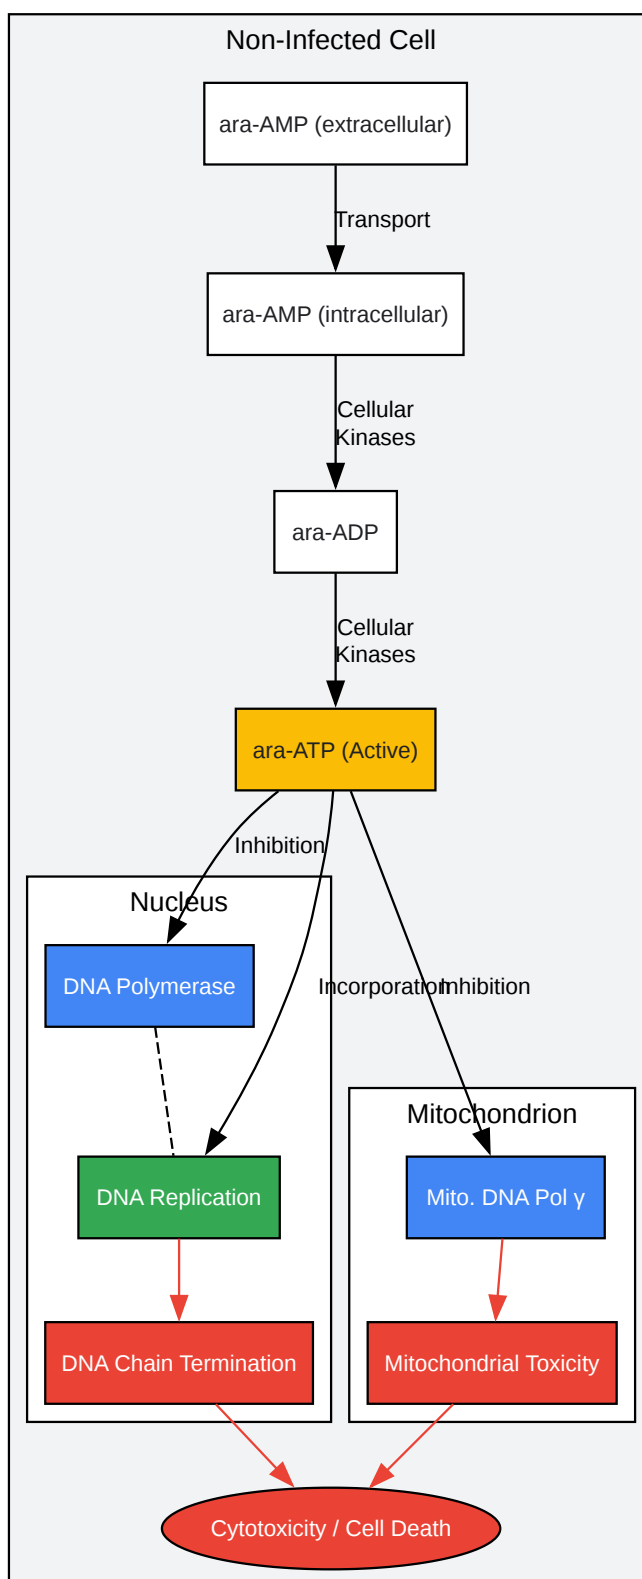 Non-Infected Cell
ara-AMP (extracellular)
Transport
ara-AMP (intracellular)
Cellular
Kinases
ara-ADP
Cellular
Kinases
ara-ATP (Active)
Inhibition
Nucleus
DNA Polymerase
Incorporation
Inhibition
Mitochondrion
DNA Replication
Mito. DNA Pol γ
DNA Chain Termination
Mitochondrial Toxicity
Cytotoxicity / Cell Death